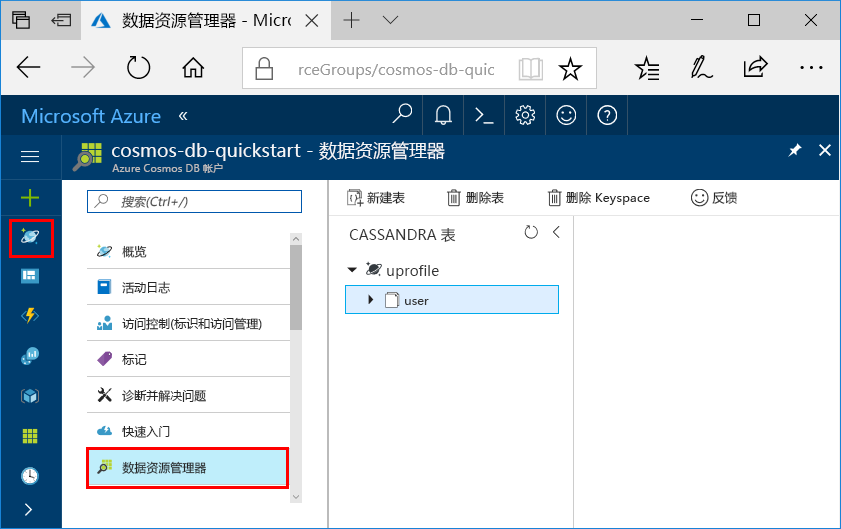 数据资源管理器 - Micro
rceGroups/cosmos-db-quic
Microsoft Azure «
cosmos-db-quickstart - 数据资源管理器
Azure Cosmos DB 帐户
搜索(Ctrl+/)
概览
活动日志
访问控制(标识和访问管理)
标记
诊断并解决问题
快速入门
数据资源管理器
新建表 删除表 删除 Keyspace 反馈
CASSANDRA 表
uprofile
user